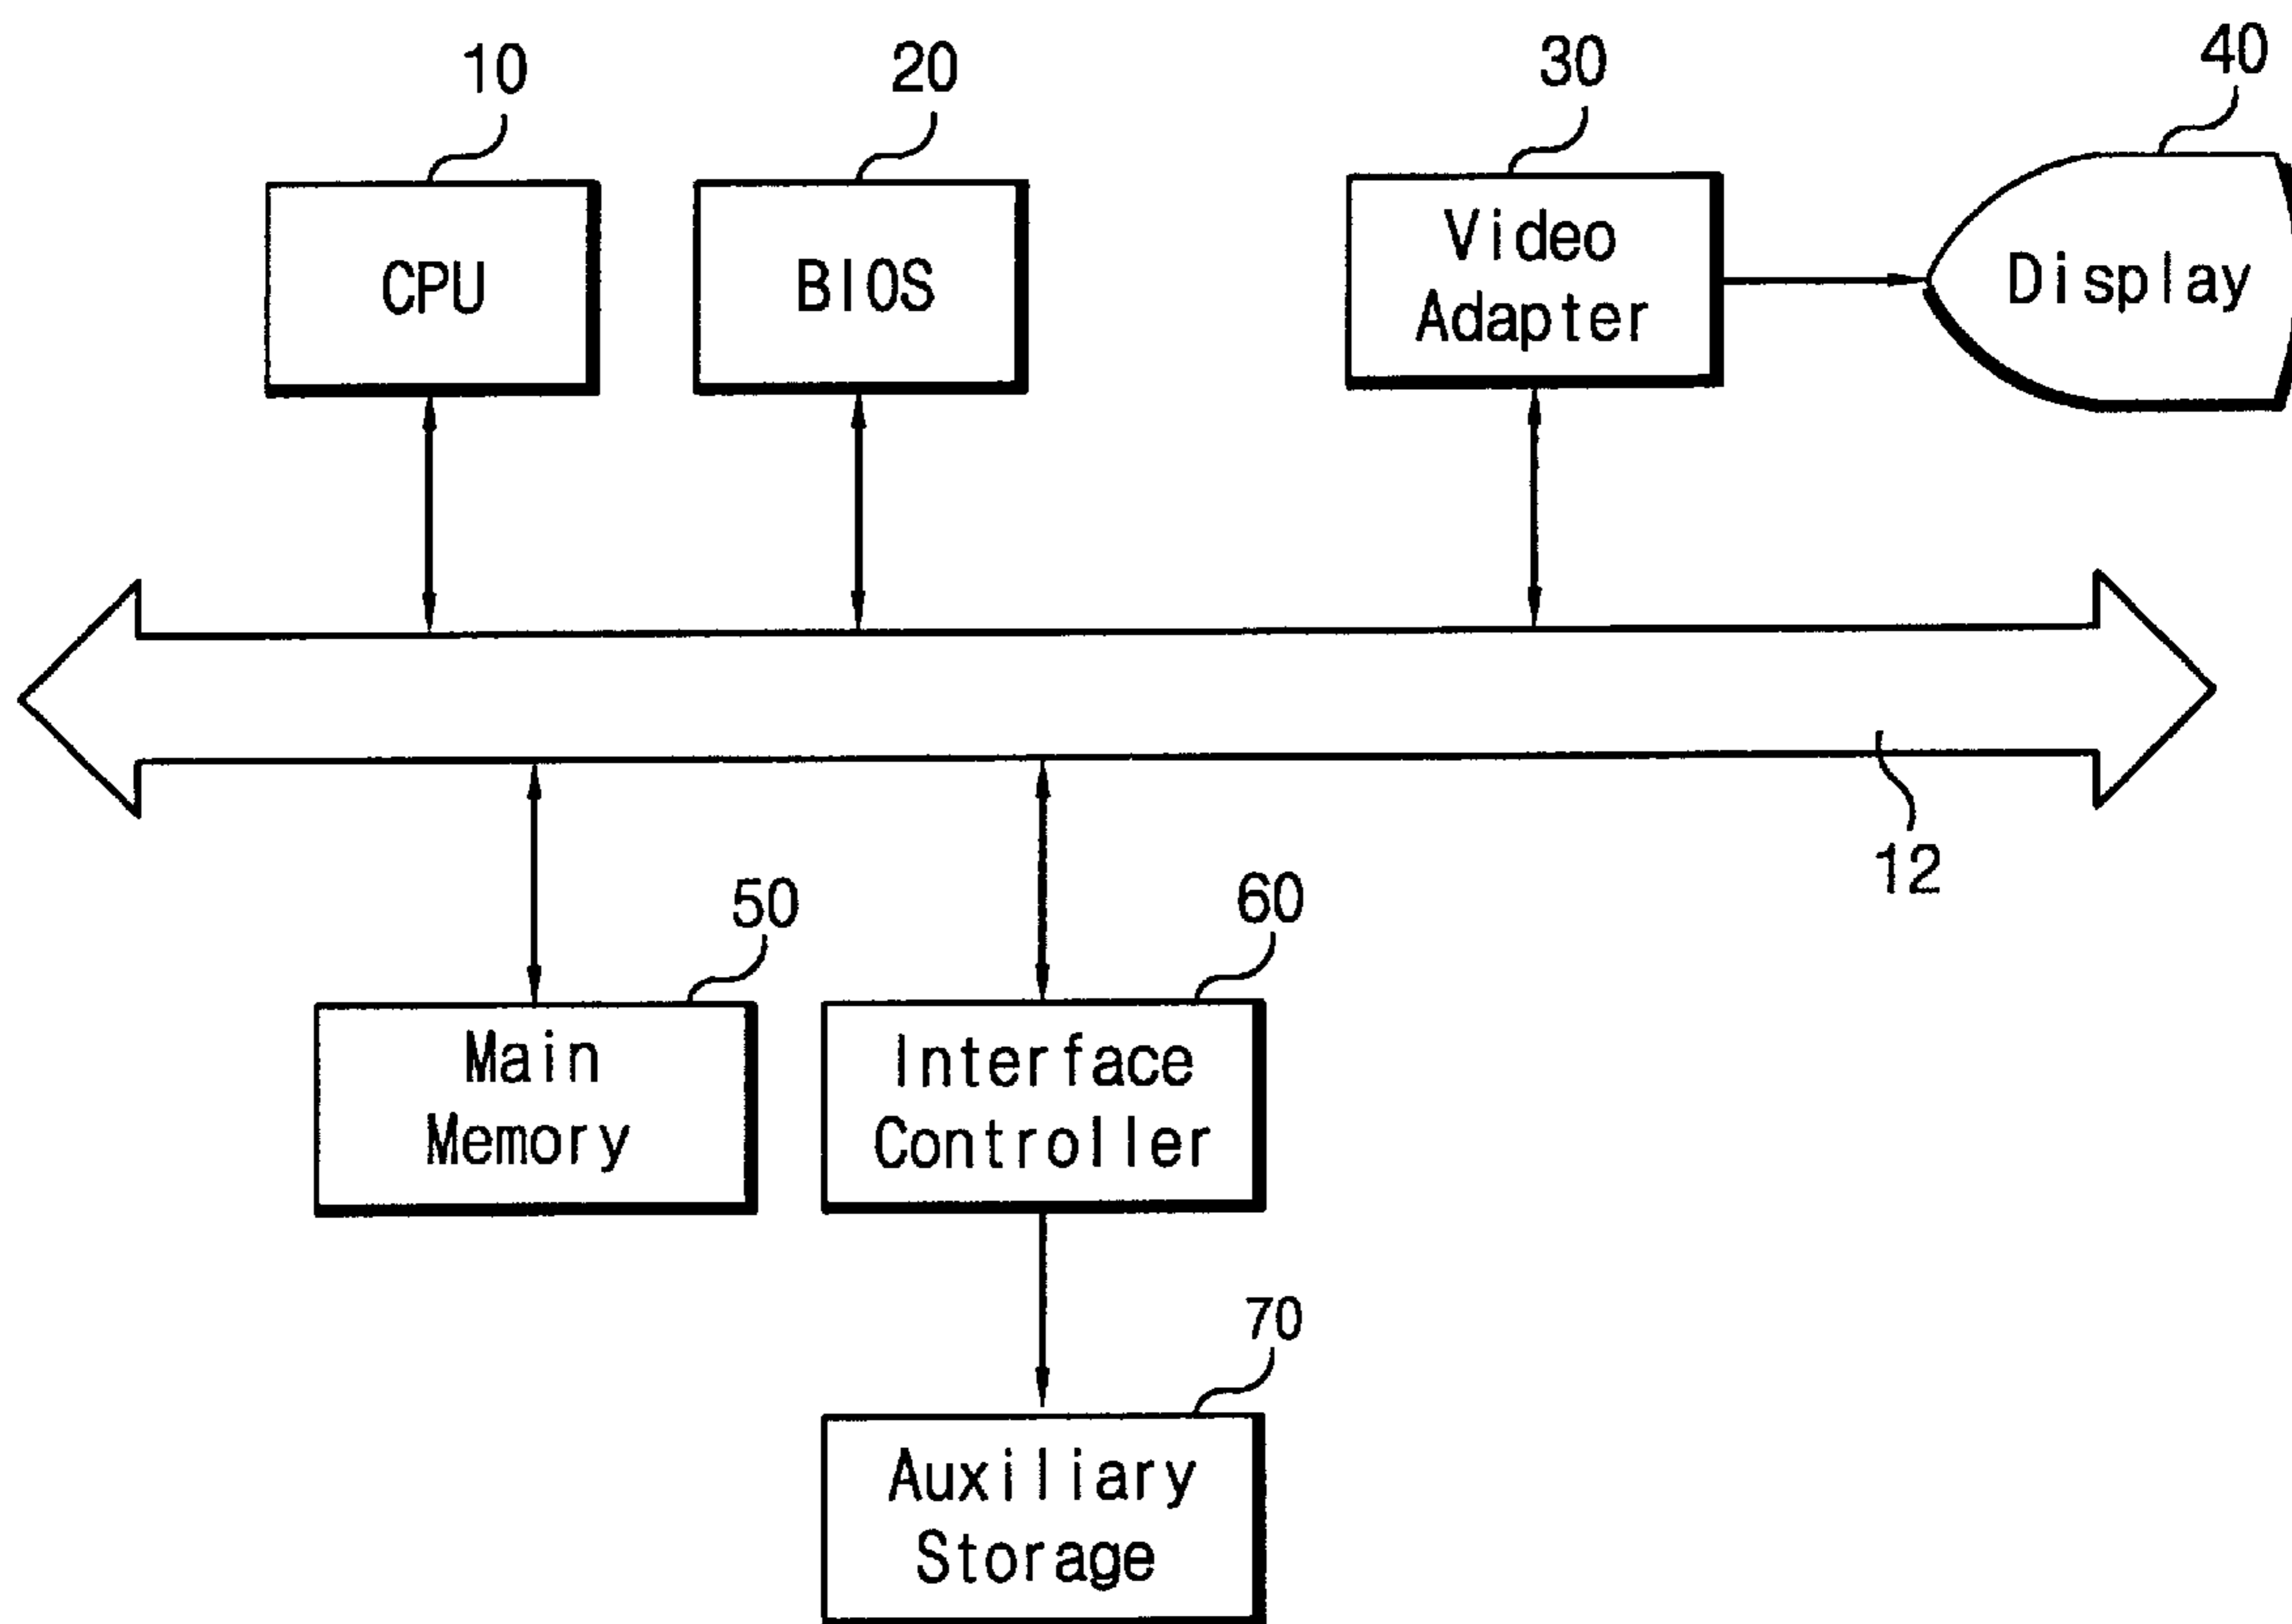 10
20
30
40
CPU
BIOS
Video
Adapter
Display
12
50
60
Main
Memory
Interface
Controller
70
Auxiliary
Storage